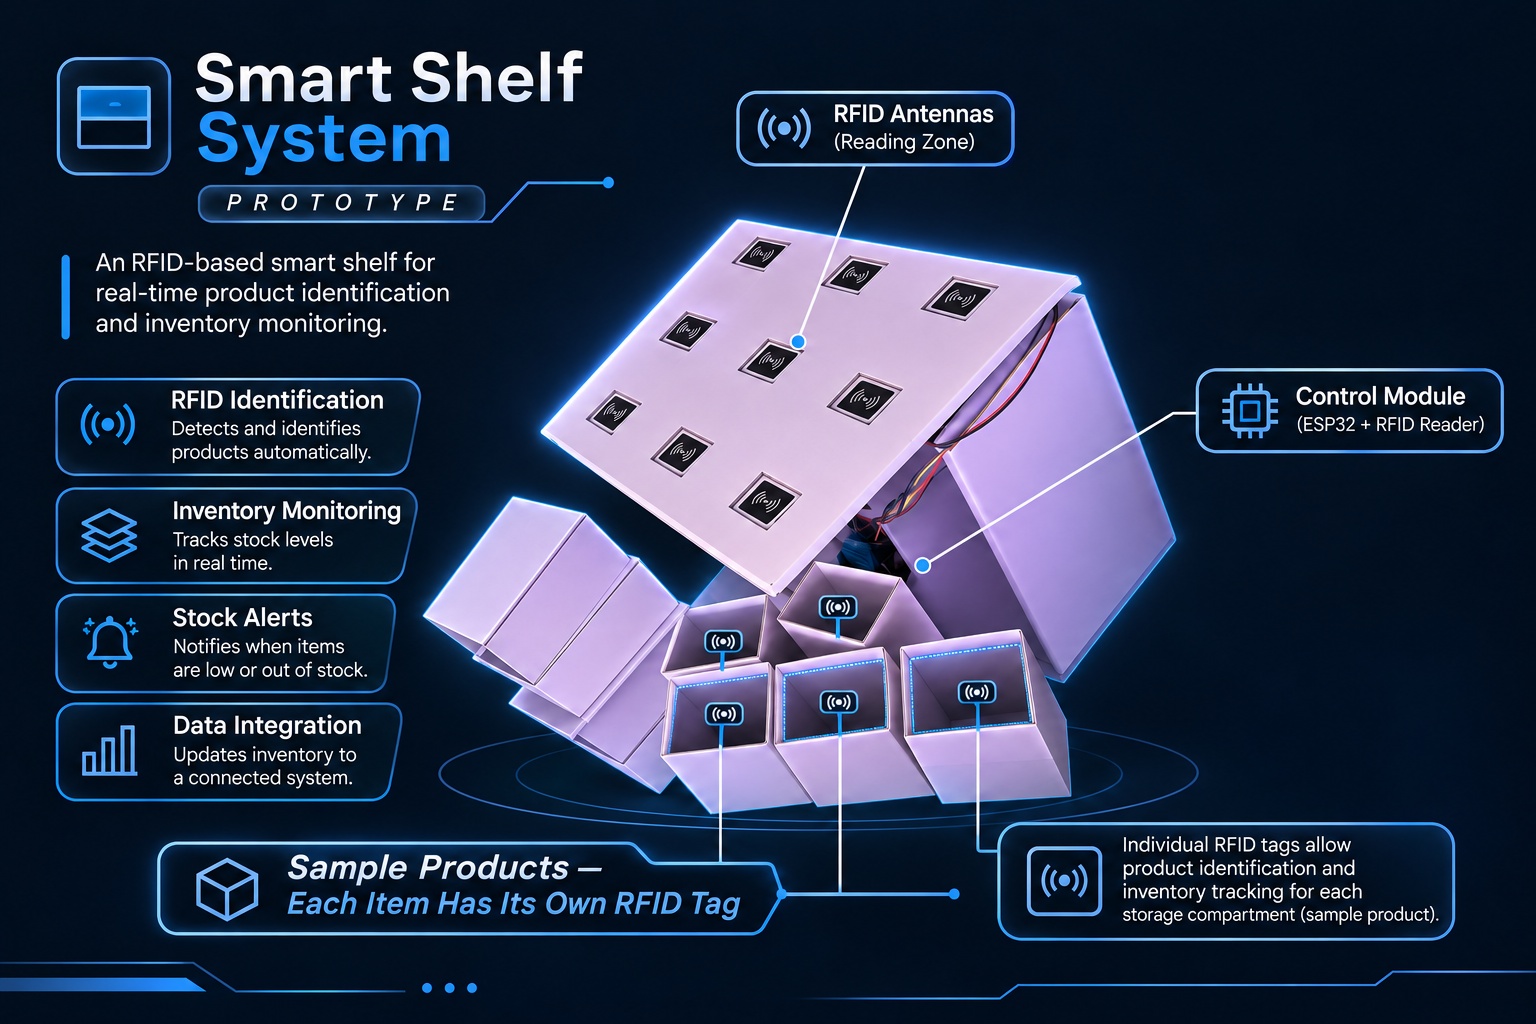 Smart Shelf
System
PROTOTYPE
An RFID-based smart shelf for
real-time product identification
and inventory monitoring.
RFID Identification
Detects and identifies
products automatically.
Inventory Monitoring
Tracks stock levels
in real time.
Stock Alerts
Notifies when items
are low or out of stock.
Data Integration
Updates inventory to
a connected system.
RFID Antennas
(Reading Zone)
Control Module
(ESP32 + RFID Reader)
Sample Products –
Each Item Has Its Own RFID Tag
Individual RFID tags allow
product identification and
inventory tracking for each
storage compartment (sample product).